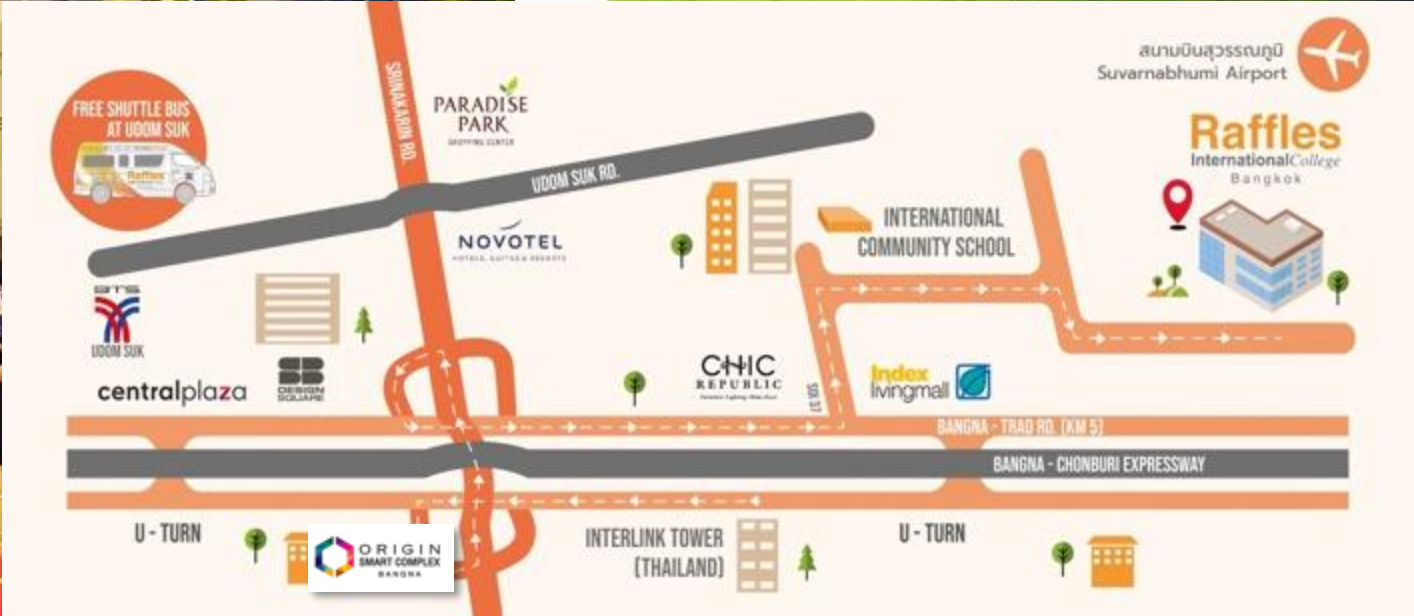 สนามบินสุวรรณภูมิ
Suvarnabhumi Airport
FREE SHUTTLE BUS
AT UDOM SUK
Raffles
SRINAKARIN RD.
PARADISE
PARK
SHOPPING CENTER
UDOM SUK RD.
Raffles
InternationalCollege
Bangkok
NOVOTEL
HOTELS, SUITES & RESORTS
INTERNATIONAL
COMMUNITY SCHOOL
BTS
UDOM SUK
centralplaza
SB
DESIGN
SQUARE
CHIC
REPUBLIC
SOI 37
Index
livingmall
BANGNA - TRAD RD. (KM 5)
BANGNA - CHONBURI EXPRESSWAY
U - TURN
ORIGIN
SMART COMPLEX
BANGNA
INTERLINK TOWER
(THAILAND)
U - TURN